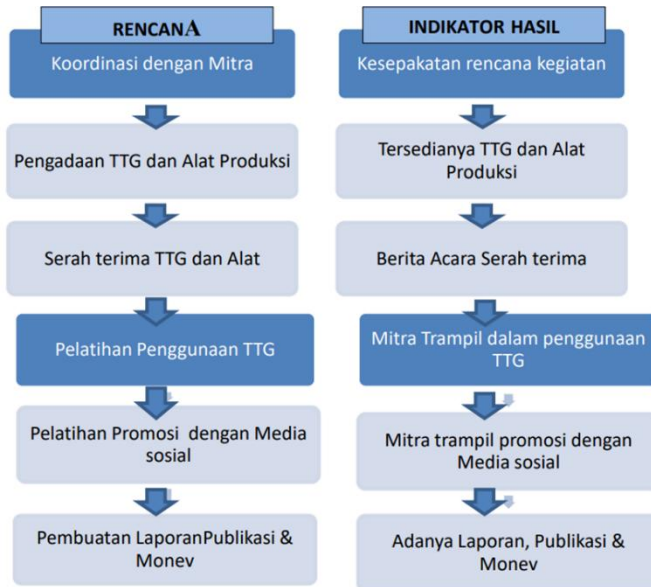 RENCANA
Koordinasi dengan Mitra
Pengadaan TTG dan Alat Produksi
Serah terima TTG dan Alat
Pelatihan Penggunaan TTG
Pelatihan Promosi dengan Media
sosial
Pembuatan LaporanPublikasi &
Monev
INDIKATOR HASIL
Kesepakatan rencana kegiatan
Tersedianya TTG dan Alat
Produksi
Berita Acara Serah terima
Mitra Trampil dalam penggunaan
TTG
Mitra trampil promosi dengan
Media sosial
Adanya Laporan, Publikasi &
Monev